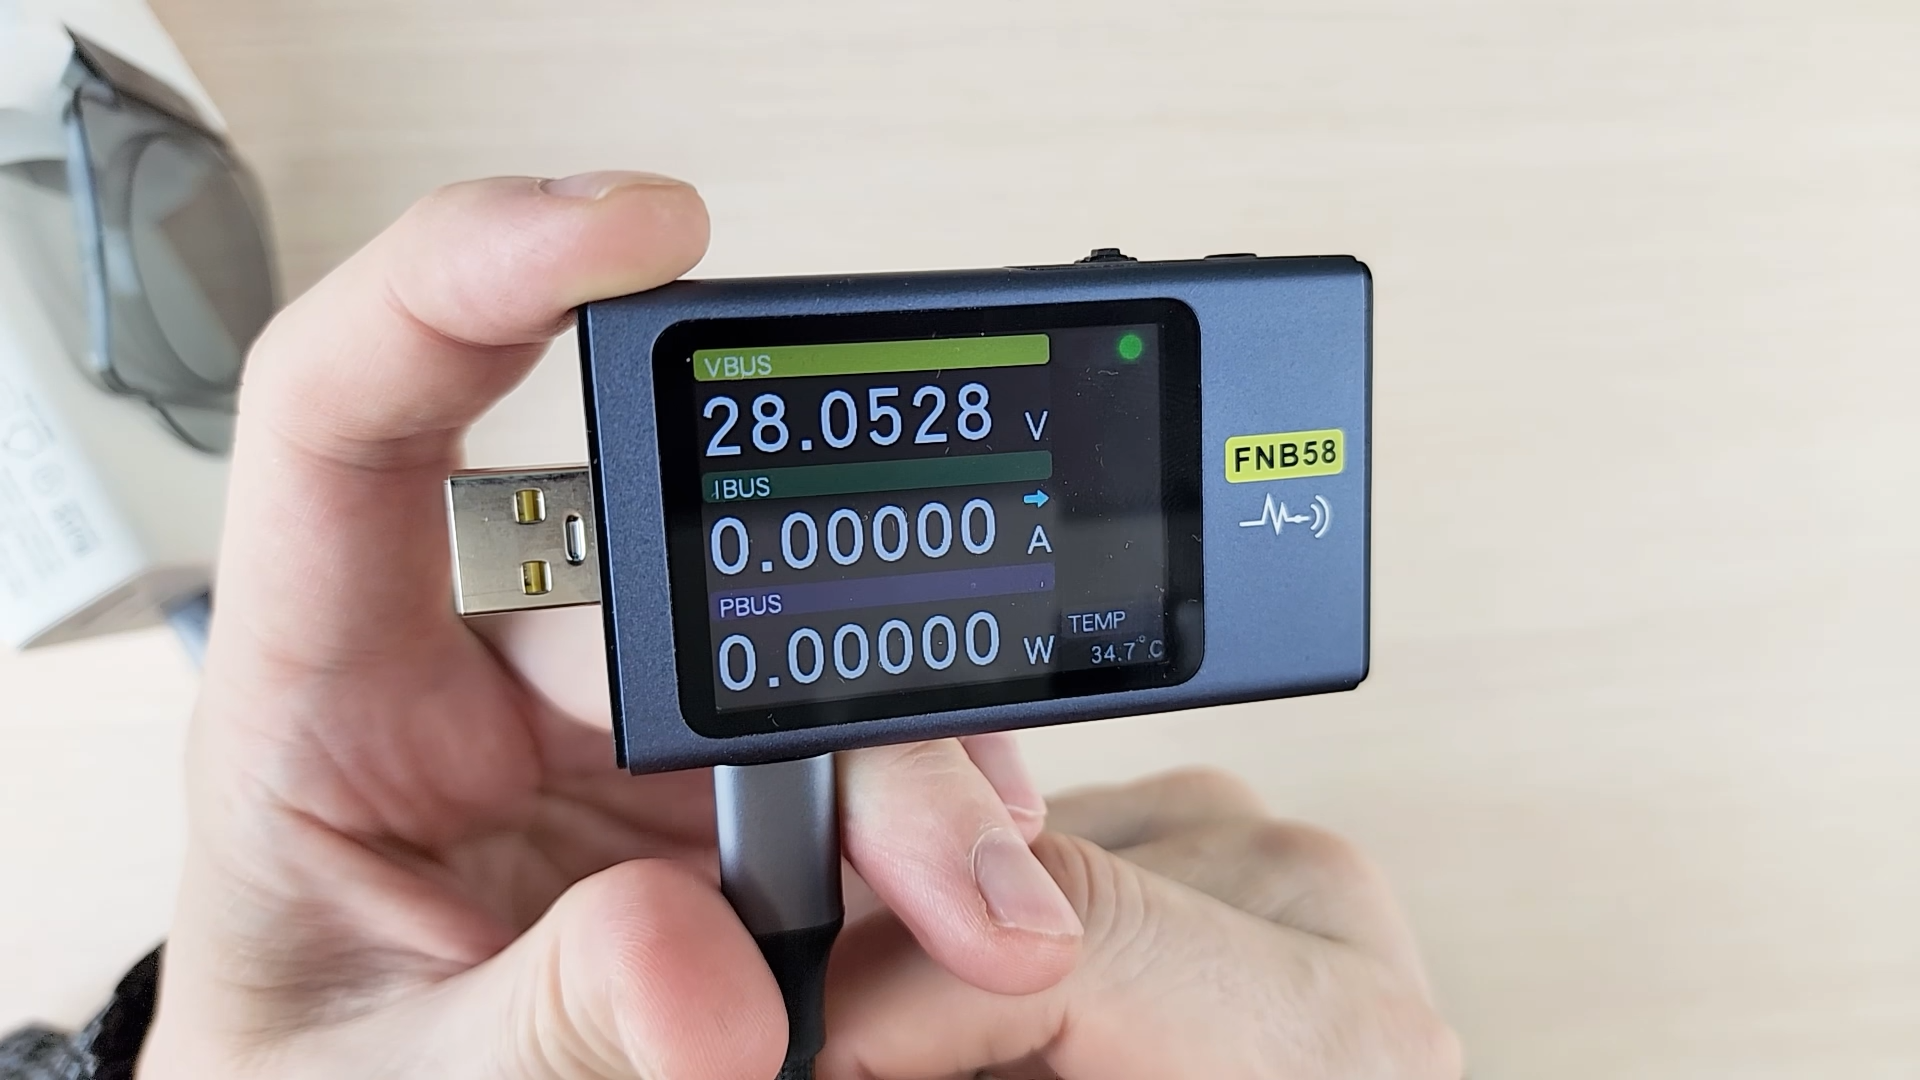 VBUS
28.0528 V
IBUS
0.00000 A
PBUS
0.00000 W
TEMP
34.7°C
FNB58